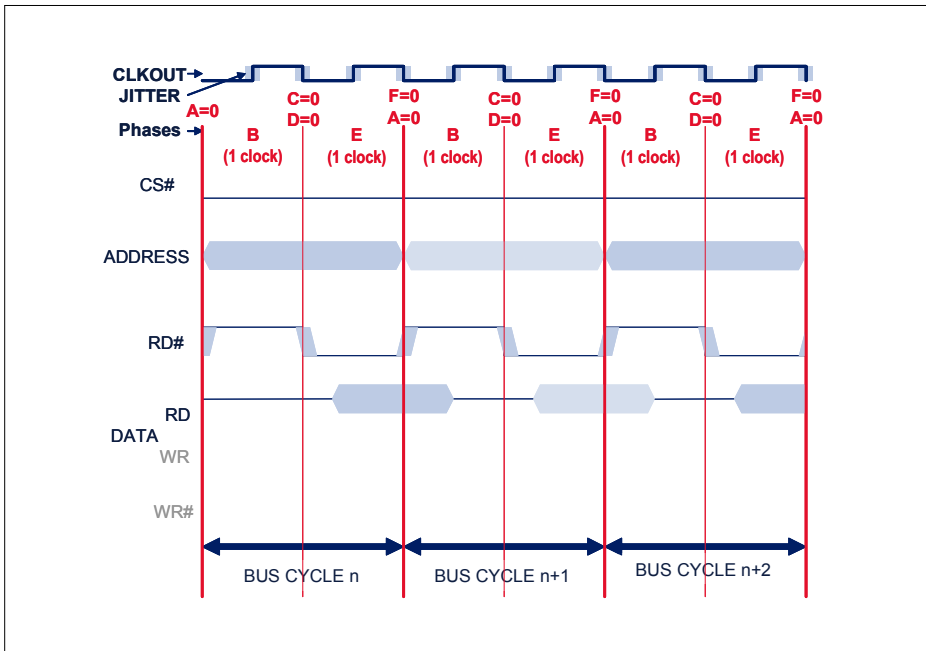 CLKOUT
JITTER
A=0 C=0 F=0 C=0 F=0 C=0 F=0
D=0 A=0 D=0 A=0 D=0 A=0
Phases
B E B E B E
(1 clock) (1 clock) (1 clock) (1 clock) (1 clock) (1 clock)
CS#
ADDRESS
RD#
RD
DATA
WR
WR#
BUS CYCLE n BUS CYCLE n+1 BUS CYCLE n+2